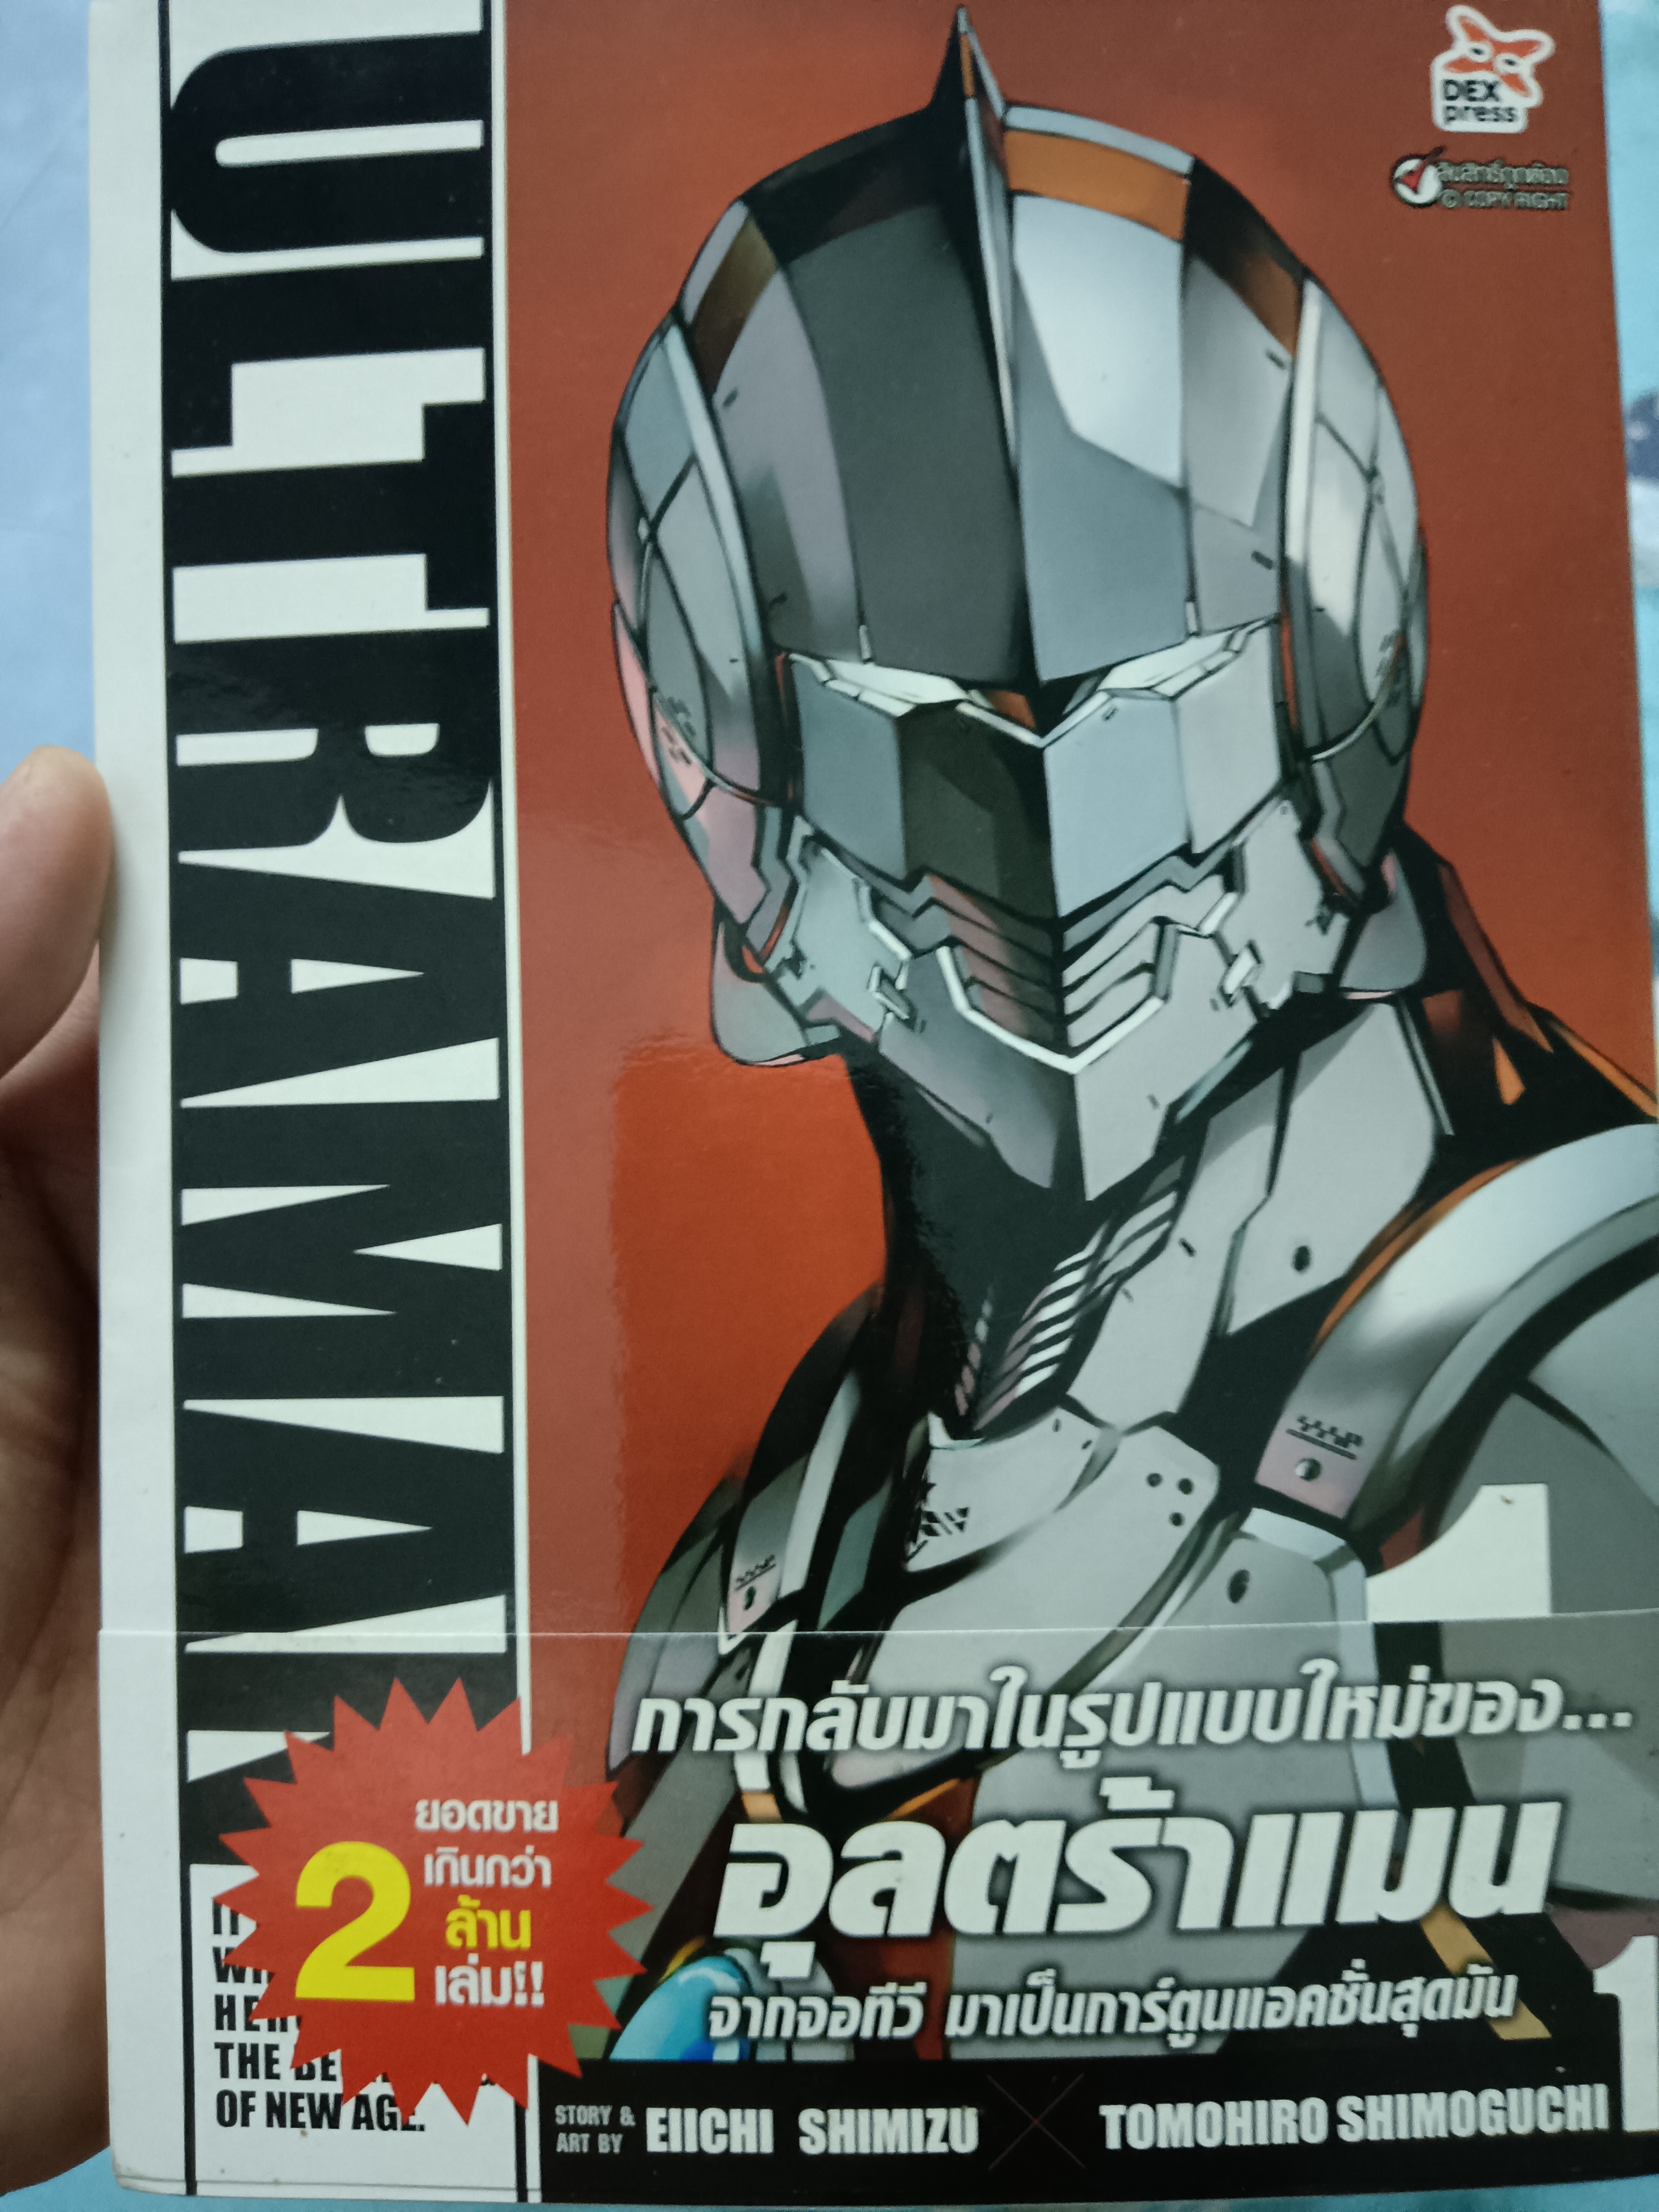 ULTRAMAN
DEX
press
ลิขสิทธิ์ถูกต้อง
© COPY RIGHT
1
การกลับมาในรูปแบบใหม่ของ...
อุลตร้าแมน
จากจอทีวี มาเป็นการ์ตูนแอคชั่นสุดมัน
ยอดขาย
เกินกว่า
2 ล้าน
เล่ม!!
THE
OF NEW AGE.
1
STORY &
ART BY
EIICHI SHIMIZU × TOMOHIRO SHIMOGUCHI